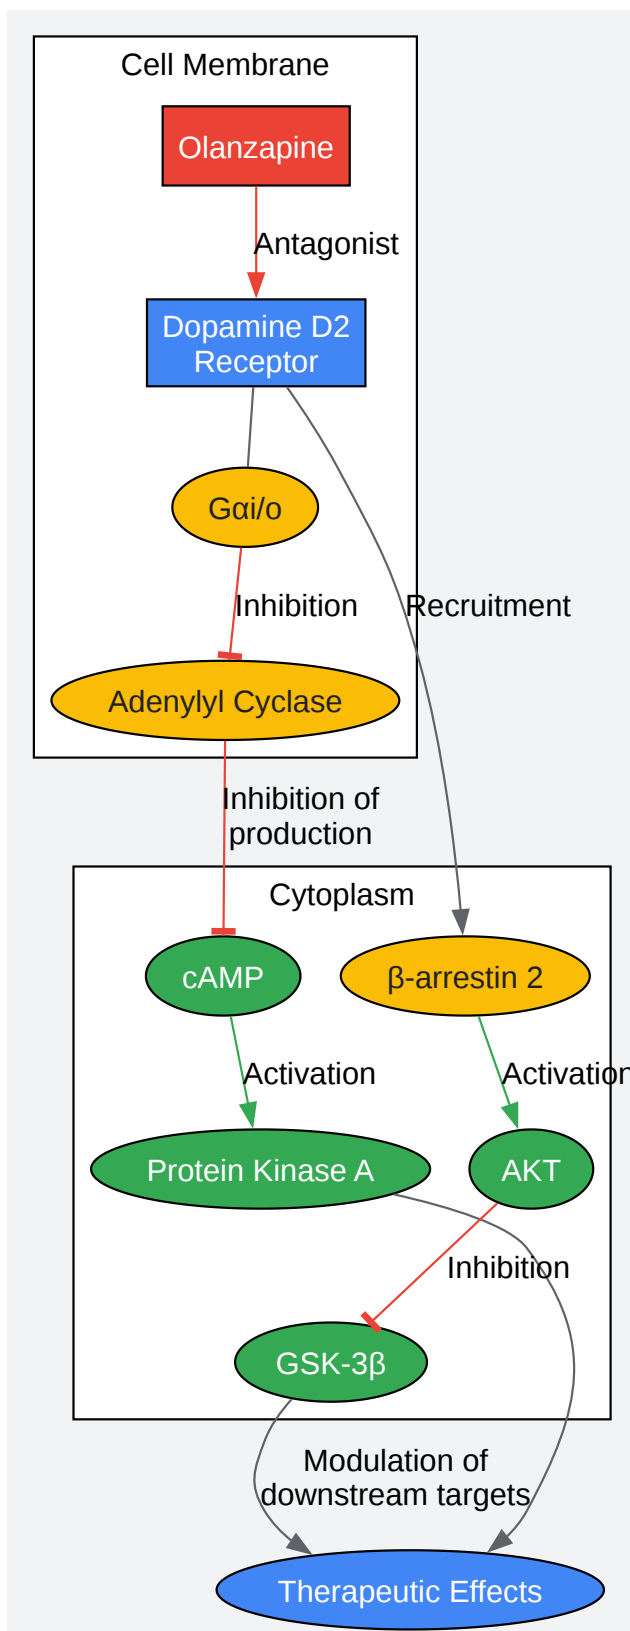 Cell Membrane
Olanzapine
Antagonist
Dopamine D2
Receptor
Gαi/o
Inhibition
Recruitment
Adenylyl Cyclase
Inhibition of
production
Cytoplasm
cAMP
β-arrestin 2
Activation
Activation
Protein Kinase A
AKT
Inhibition
GSK-3β
Modulation of
downstream targets
Therapeutic Effects